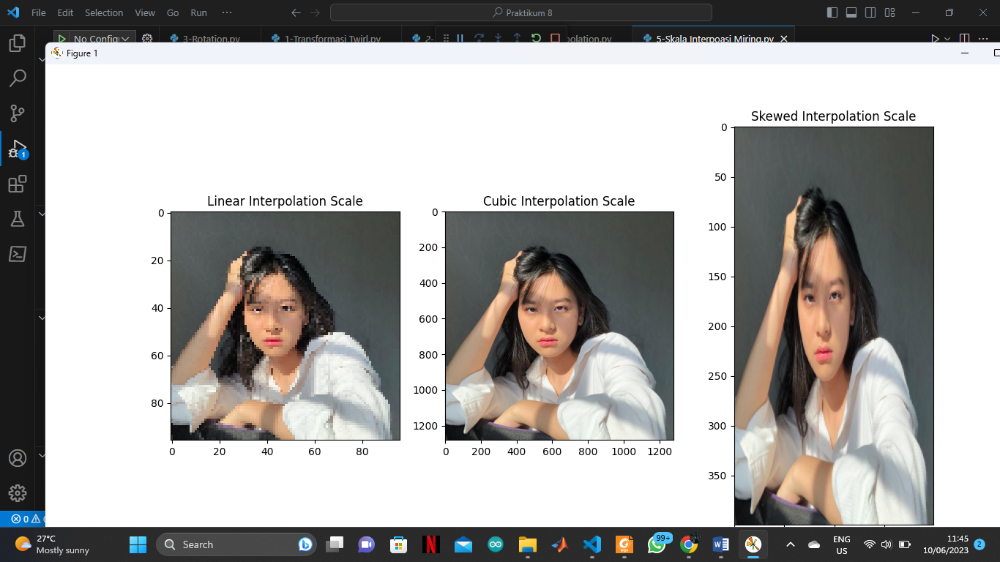 File Edit Selection View Go Run ···
Praktikum 8
No Config
3-Rotation.py
1-Transformasi Twirl.py
2-
polation.py
5-Skala Interpoasi Miring.py
Figure 1
1
Skewed Interpolation Scale
0
50
100
150
200
250
300
350
Linear Interpolation Scale
0
20
40
60
80
0 20 40 60 80
Cubic Interpolation Scale
0
200
400
600
800
1000
1200
0 200 400 600 800 1000 1200
0
27°C
Mostly sunny
Search
99+
ENG
US
11:45
10/06/2023
2